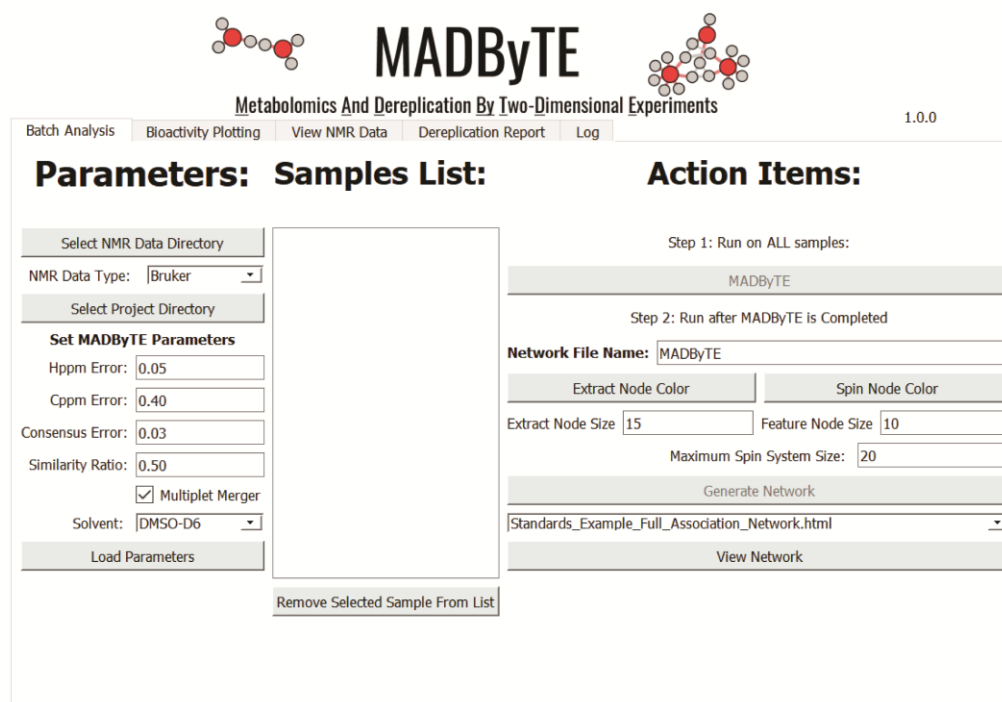 MADByTE
Metabolomics And Dereplication By Two-Dimensional Experiments
1.0.0
Batch Analysis Bioactivity Plotting View NMR Data Dereplication Report Log
Parameters: Samples List: Action Items:
Select NMR Data Directory
NMR Data Type: Bruker
Select Project Directory
Set MADByTE Parameters
Hppm Error: 0.05
Cppm Error: 0.40
Consensus Error: 0.03
Similarity Ratio: 0.50
Multiplet Merger
Solvent: DMSO-D6
Load Parameters
Remove Selected Sample From List
Step 1: Run on ALL samples:
MADByTE
Step 2: Run after MADByTE is Completed
Network File Name: MADByTE
Extract Node Color Spin Node Color
Extract Node Size 15 Feature Node Size 10
Maximum Spin System Size: 20
Generate Network
Standards_Example_Full_Association_Network.html
View Network